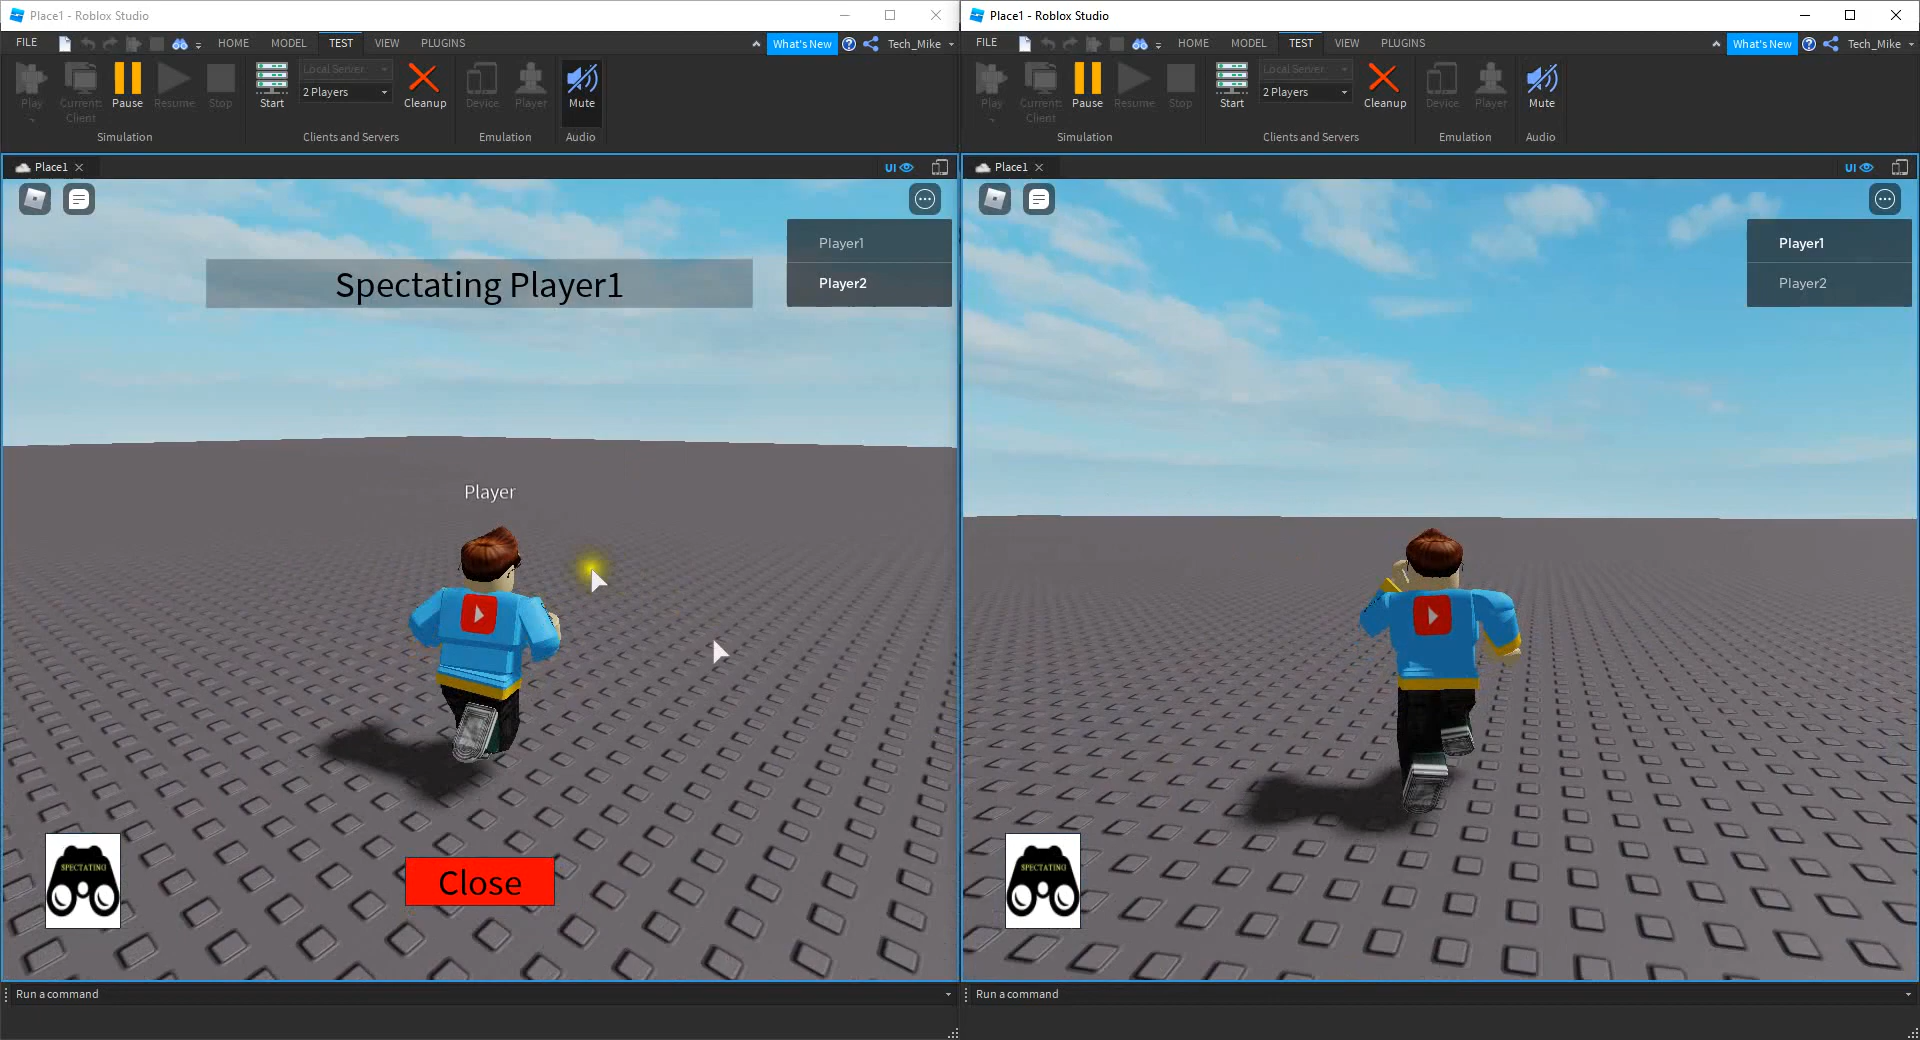 Place1 - Roblox Studio
FILE HOME MODEL TEST VIEW PLUGINS What's New Tech_Mike
Play Current: Client Pause Resume Stop Start Local Server 2 Players Cleanup Device Player Mute
Simulation Clients and Servers Emulation Audio
Place1 UI
Player1
Player2
Spectating Player1
Player
SPECTATING
Close
Run a command
Place1 - Roblox Studio
FILE HOME MODEL TEST VIEW PLUGINS What's New Tech_Mike
Play Current: Client Pause Resume Stop Start Local Server 2 Players Cleanup Device Player Mute
Simulation Clients and Servers Emulation Audio
Place1 UI
Player1
Player2
SPECTATING
Run a command